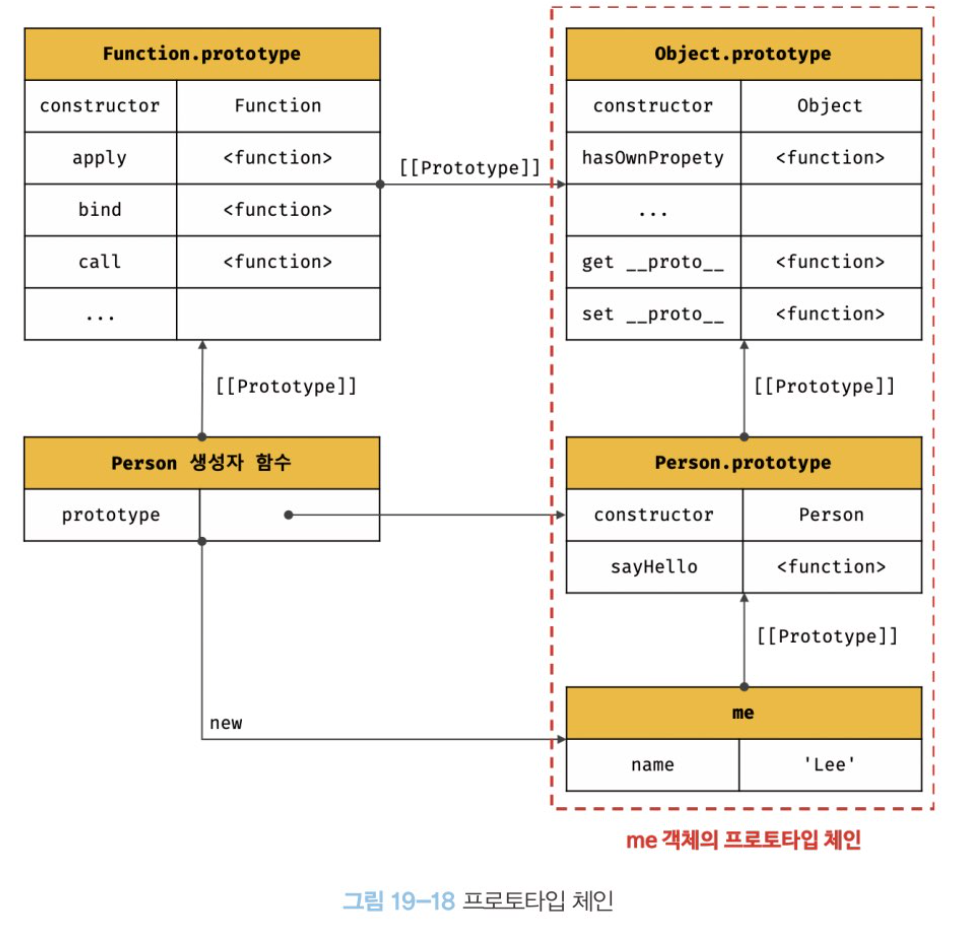 Function.prototype
constructor Function
apply <function>
bind <function>
call <function>
...
[[Prototype]]
Object.prototype
constructor Object
hasOwnPropety <function>
...
get __proto__ <function>
set __proto__ <function>
[[Prototype]]
[[Prototype]]
Person 생성자 함수
prototype
Person.prototype
constructor Person
sayHello <function>
[[Prototype]]
new
me
name 'Lee'
me 객체의 프로토타입 체인
그림 19–18 프로토타입 체인